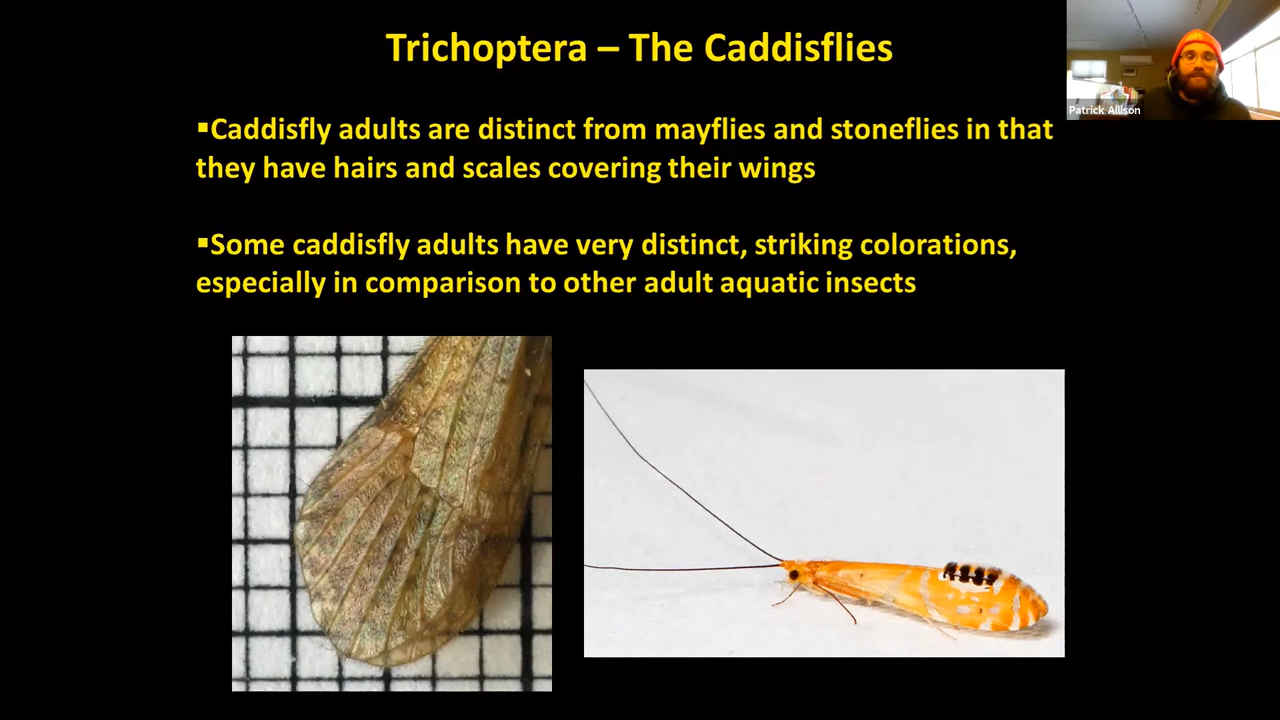 Trichoptera – The Caddisflies
Patrick Allison
▪Caddisfly adults are distinct from mayflies and stoneflies in that
they have hairs and scales covering their wings
▪Some caddisfly adults have very distinct, striking colorations,
especially in comparison to other adult aquatic insects